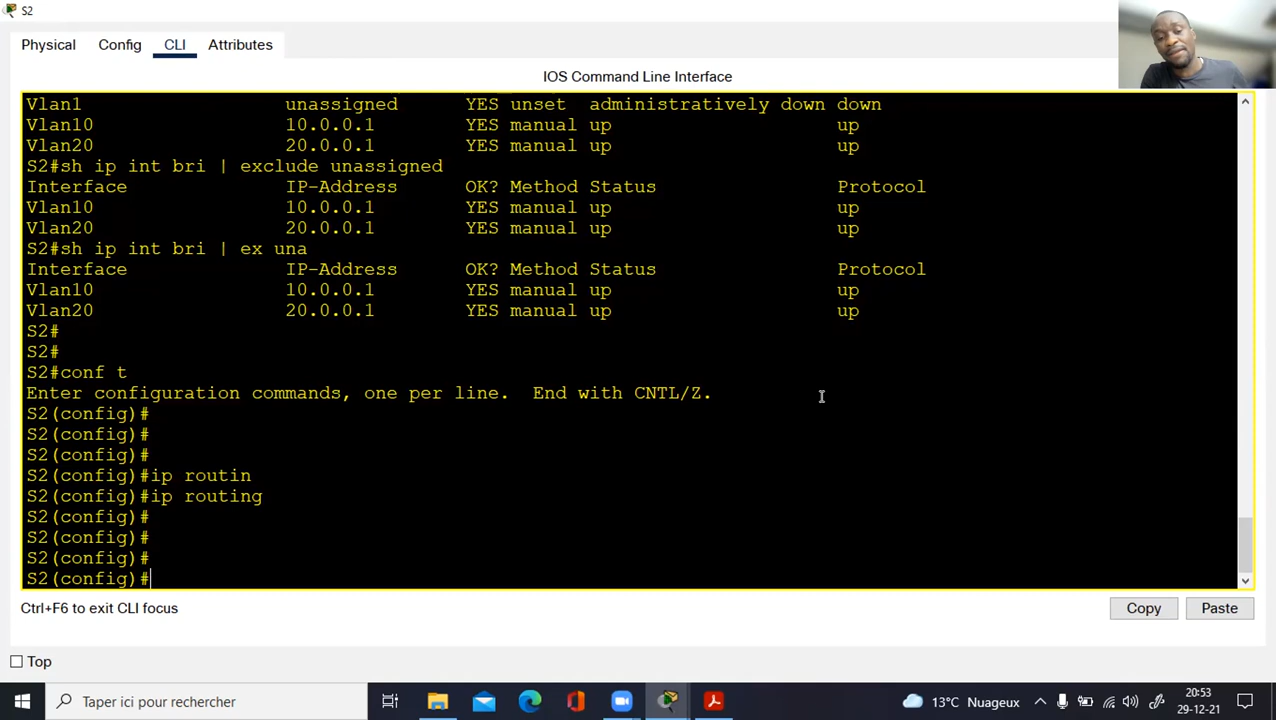 S2
Physical Config CLI Attributes
IOS Command Line Interface
Vlan1 unassigned YES unset administratively down down
Vlan10 10.0.0.1 YES manual up up
Vlan20 20.0.0.1 YES manual up up
S2#sh ip int bri | exclude unassigned
Interface IP-Address OK? Method Status Protocol
Vlan10 10.0.0.1 YES manual up up
Vlan20 20.0.0.1 YES manual up up
S2#sh ip int bri | ex una
Interface IP-Address OK? Method Status Protocol
Vlan10 10.0.0.1 YES manual up up
Vlan20 20.0.0.1 YES manual up up
S2#
S2#
S2#conf t
Enter configuration commands, one per line. End with CNTL/Z.
S2(config)#
S2(config)#
S2(config)#
S2(config)#ip routin
S2(config)#ip routing
S2(config)#
S2(config)#
S2(config)#
S2(config)#
Ctrl+F6 to exit CLI focus
Copy Paste
Top
Taper ici pour rechercher
13°C Nuageux
20:53
29-12-21